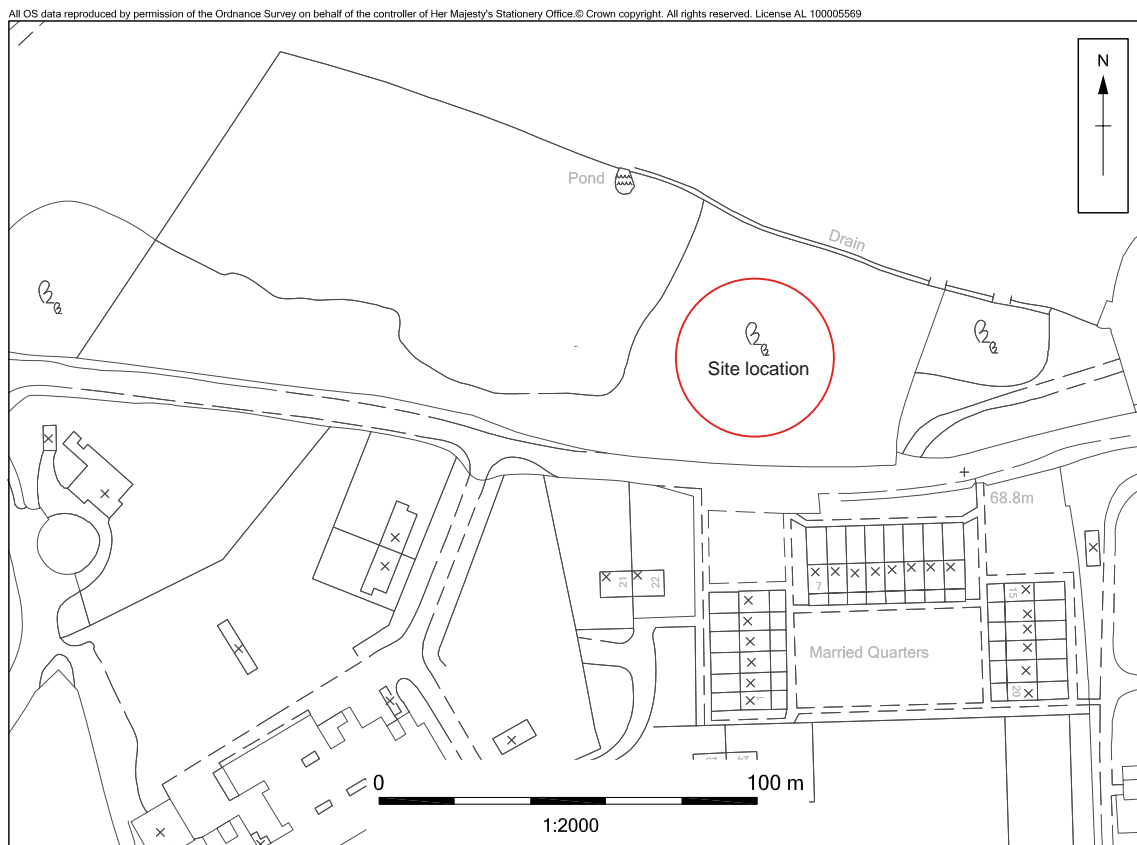 All OS data reproduced by permission of the Ordnance Survey on behalf of the controller of Her Majesty's Stationery Office.© Crown copyright. All rights reserved. License AL 100005569
N
Pond
Drain
Site location
68.8m
21 22
7
15
Married Quarters
20
1
0 100 m
1:2000